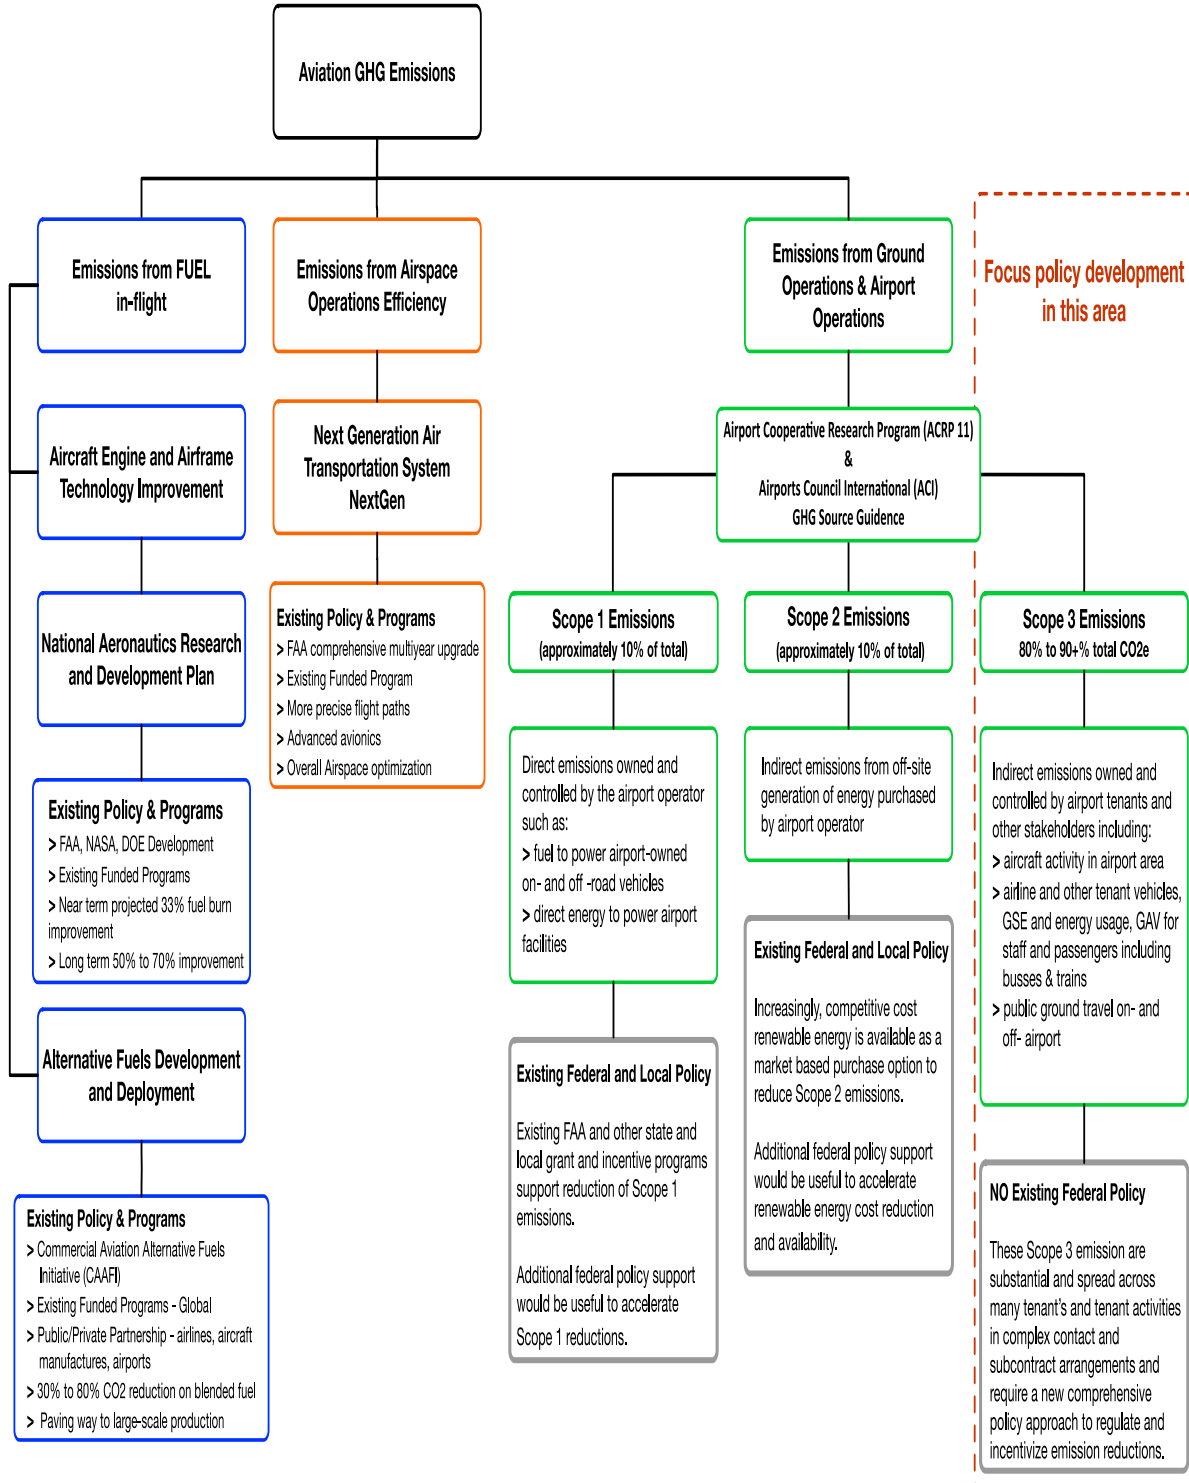 Aviation GHG Emissions
Emissions from FUEL
in-flight
Aircraft Engine and Airframe
Technology Improvement
National Aeronautics Research
and Development Plan
Existing Policy & Programs
> FAA, NASA, DOE Development
> Existing Funded Programs
> Near term projected 33% fuel burn
improvement
> Long term 50% to 70% improvement
Alternative Fuels Development
and Deployment
Existing Policy & Programs
> Commercial Aviation Alternative Fuels
Initiative (CAAFI)
> Existing Funded Programs - Global
> Public/Private Partnership - airlines, aircraft
manufactures, airports
> 30% to 80% CO2 reduction on blended fuel
> Paving way to large-scale production
Emissions from Airspace
Operations Efficiency
Next Generation Air
Transportation System
NextGen
Existing Policy & Programs
> FAA comprehensive multiyear upgrade
> Existing Funded Program
> More precise flight paths
> Advanced avionics
> Overall Airspace optimization
Emissions from Ground
Operations & Airport
Operations
Airport Cooperative Research Program (ACRP 11)
&
Airports Council International (ACI)
GHG Source Guidence
Scope 1 Emissions
(approximately 10% of total)
Direct emissions owned and
controlled by the airport operator
such as:
> fuel to power airport-owned
on- and off -road vehicles
> direct energy to power airport
facilities
Existing Federal and Local Policy
Existing FAA and other state and
local grant and incentive programs
support reduction of Scope 1
emissions.
Additional federal policy support
would be useful to accelerate
Scope 1 reductions.
Scope 2 Emissions
(approximately 10% of total)
Indirect emissions from off-site
generation of energy purchased
by airport operator
Existing Federal and Local Policy
Increasingly, competitive cost
renewable energy is available as a
market based purchase option to
reduce Scope 2 emissions.
Additional federal policy support
would be useful to accelerate
renewable energy cost reduction
and availability.
Focus policy development
in this area
Scope 3 Emissions
80% to 90+% total CO2e
Indirect emissions owned and
controlled by airport tenants and
other stakeholders including:
> aircraft activity in airport area
> airline and other tenant vehicles,
GSE and energy usage, GAV for
staff and passengers including
busses & trains
> public ground travel on- and
off- airport
NO Existing Federal Policy
These Scope 3 emission are
substantial and spread across
many tenant's and tenant activities
in complex contact and
subcontract arrangements and
require a new comprehensive
policy approach to regulate and
incentivize emission reductions.